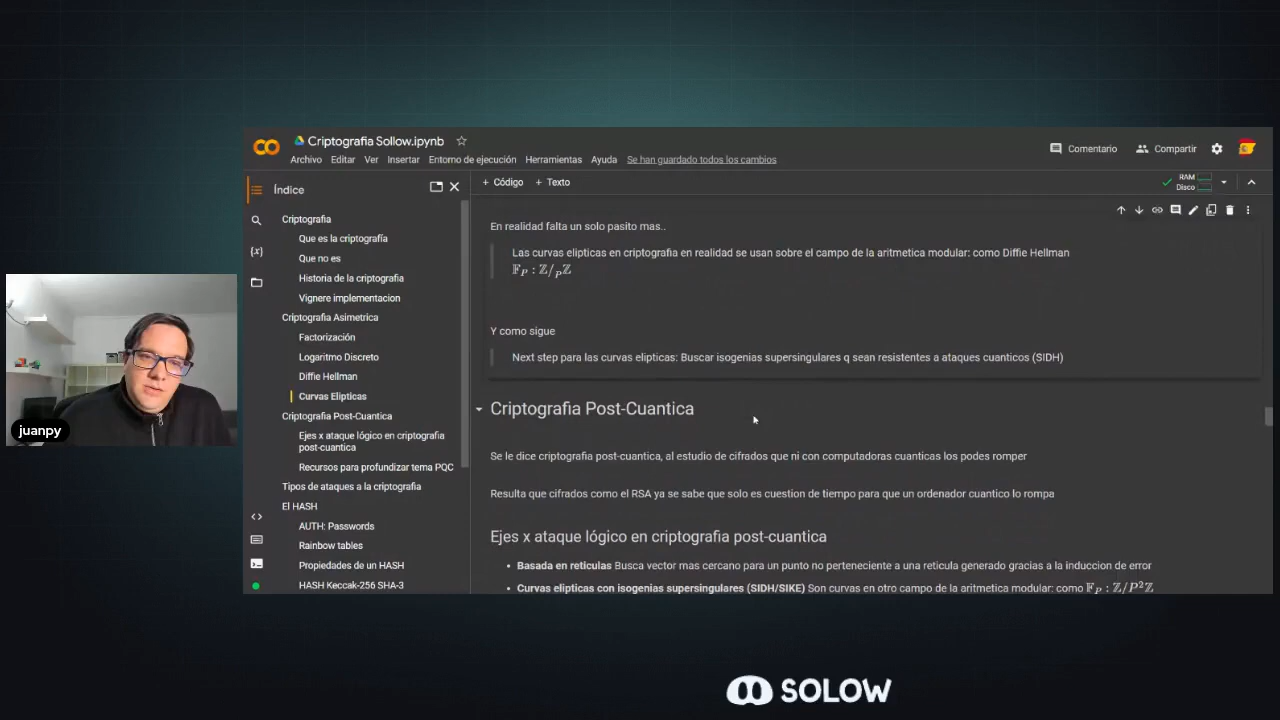 Criptografia Sollow.ipynb
Archivo Editar Ver Insertar Entorno de ejecución Herramientas Ayuda Se han guardado todos los cambios
Comentario Compartir
+ Código + Texto
RAM
Disco
Índice
Criptografia
Que es la criptografía
Que no es
Historia de la criptografia
Vignere implementacion
Criptografia Asimetrica
Factorización
Logaritmo Discreto
Diffie Hellman
Curvas Elipticas
Criptografia Post-Cuantica
Ejes x ataque lógico en criptografia
post-cuantica
Recursos para profundizar tema PQC
Tipos de ataques a la criptografia
El HASH
AUTH: Passwords
Rainbow tables
Propiedades de un HASH
HASH Keccak-256 SHA-3
En realidad falta un solo pasito mas..
Las curvas elipticas en criptografia en realidad se usan sobre el campo de la aritmetica modular: como Diffie Hellman
𝔽_P : ℤ/_Pℤ
Y como sigue
Next step para las curvas elipticas: Buscar isogenias supersingulares q sean resistentes a ataques cuanticos (SIDH)
Criptografia Post-Cuantica
Se le dice criptografia post-cuantica, al estudio de cifrados que ni con computadoras cuanticas los podes romper
Resulta que cifrados como el RSA ya se sabe que solo es cuestion de tiempo para que un ordenador cuantico lo rompa
Ejes x ataque lógico en criptografia post-cuantica
• Basada en reticulas Busca vector mas cercano para un punto no perteneciente a una reticula generado gracias a la induccion de error
• Curvas elipticas con isogenias supersingulares (SIDH/SIKE) Son curvas en otro campo de la aritmetica modular: como 𝔽_P : ℤ/P²ℤ
juanpy
SOLOW